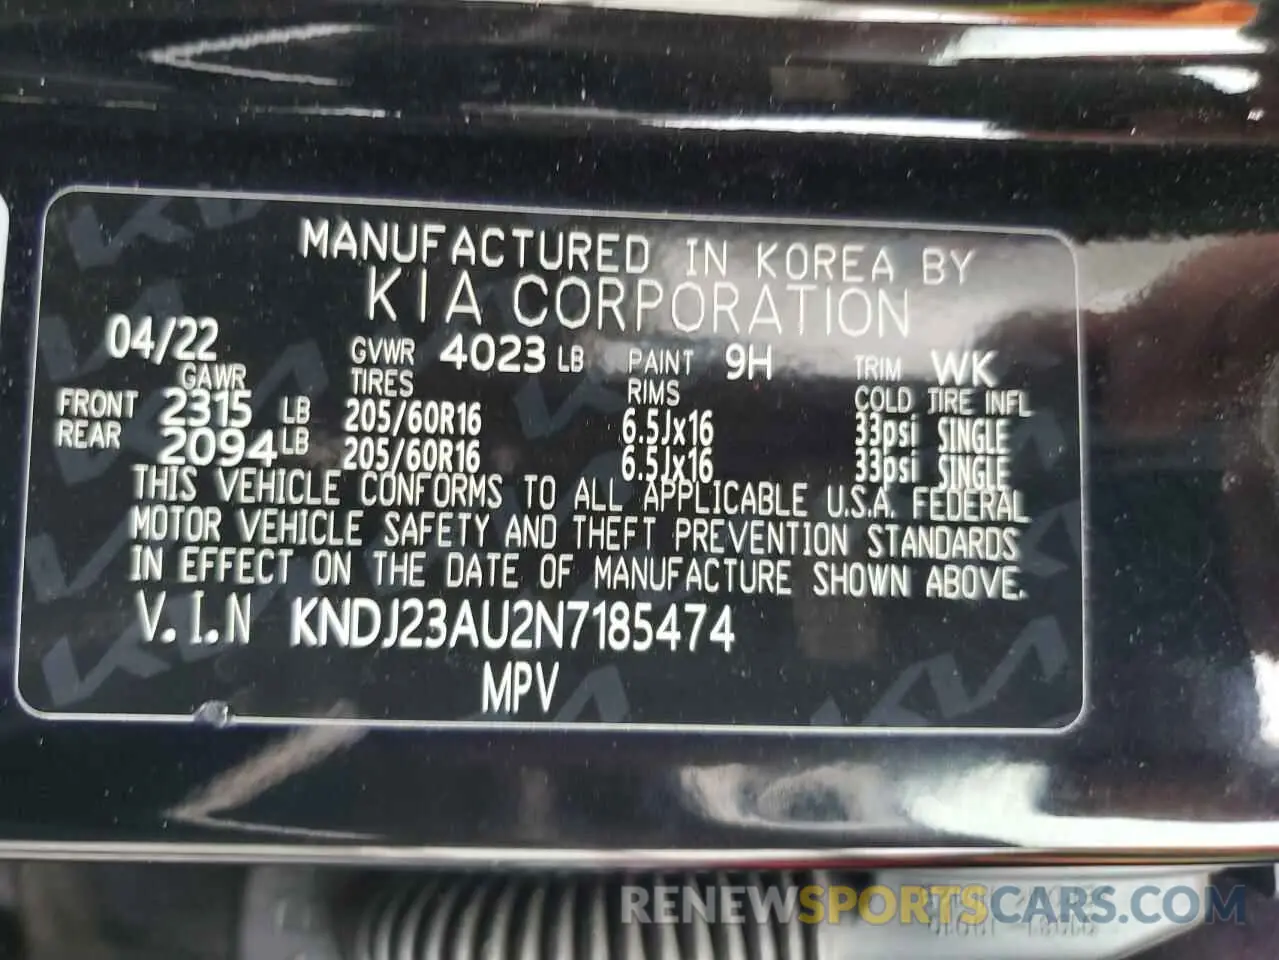 MANUFACTURED IN KOREA BY
KIA CORPORATION
04/22 GVWR 4023 LB PAINT 9H TRIM WK
GAWR TIRES RIMS COLD TIRE INFL
FRONT 2315 LB 205/60R16 6.5Jx16 33psi SINGLE
REAR 2094 LB 205/60R16 6.5Jx16 33psi SINGLE
THIS VEHICLE CONFORMS TO ALL APPLICABLE U.S.A. FEDERAL
MOTOR VEHICLE SAFETY AND THEFT PREVENTION STANDARDS
IN EFFECT ON THE DATE OF MANUFACTURE SHOWN ABOVE.
V.I.N KNDJ23AU2N7185474
MPV
RENEWSPORTSCARS.COM